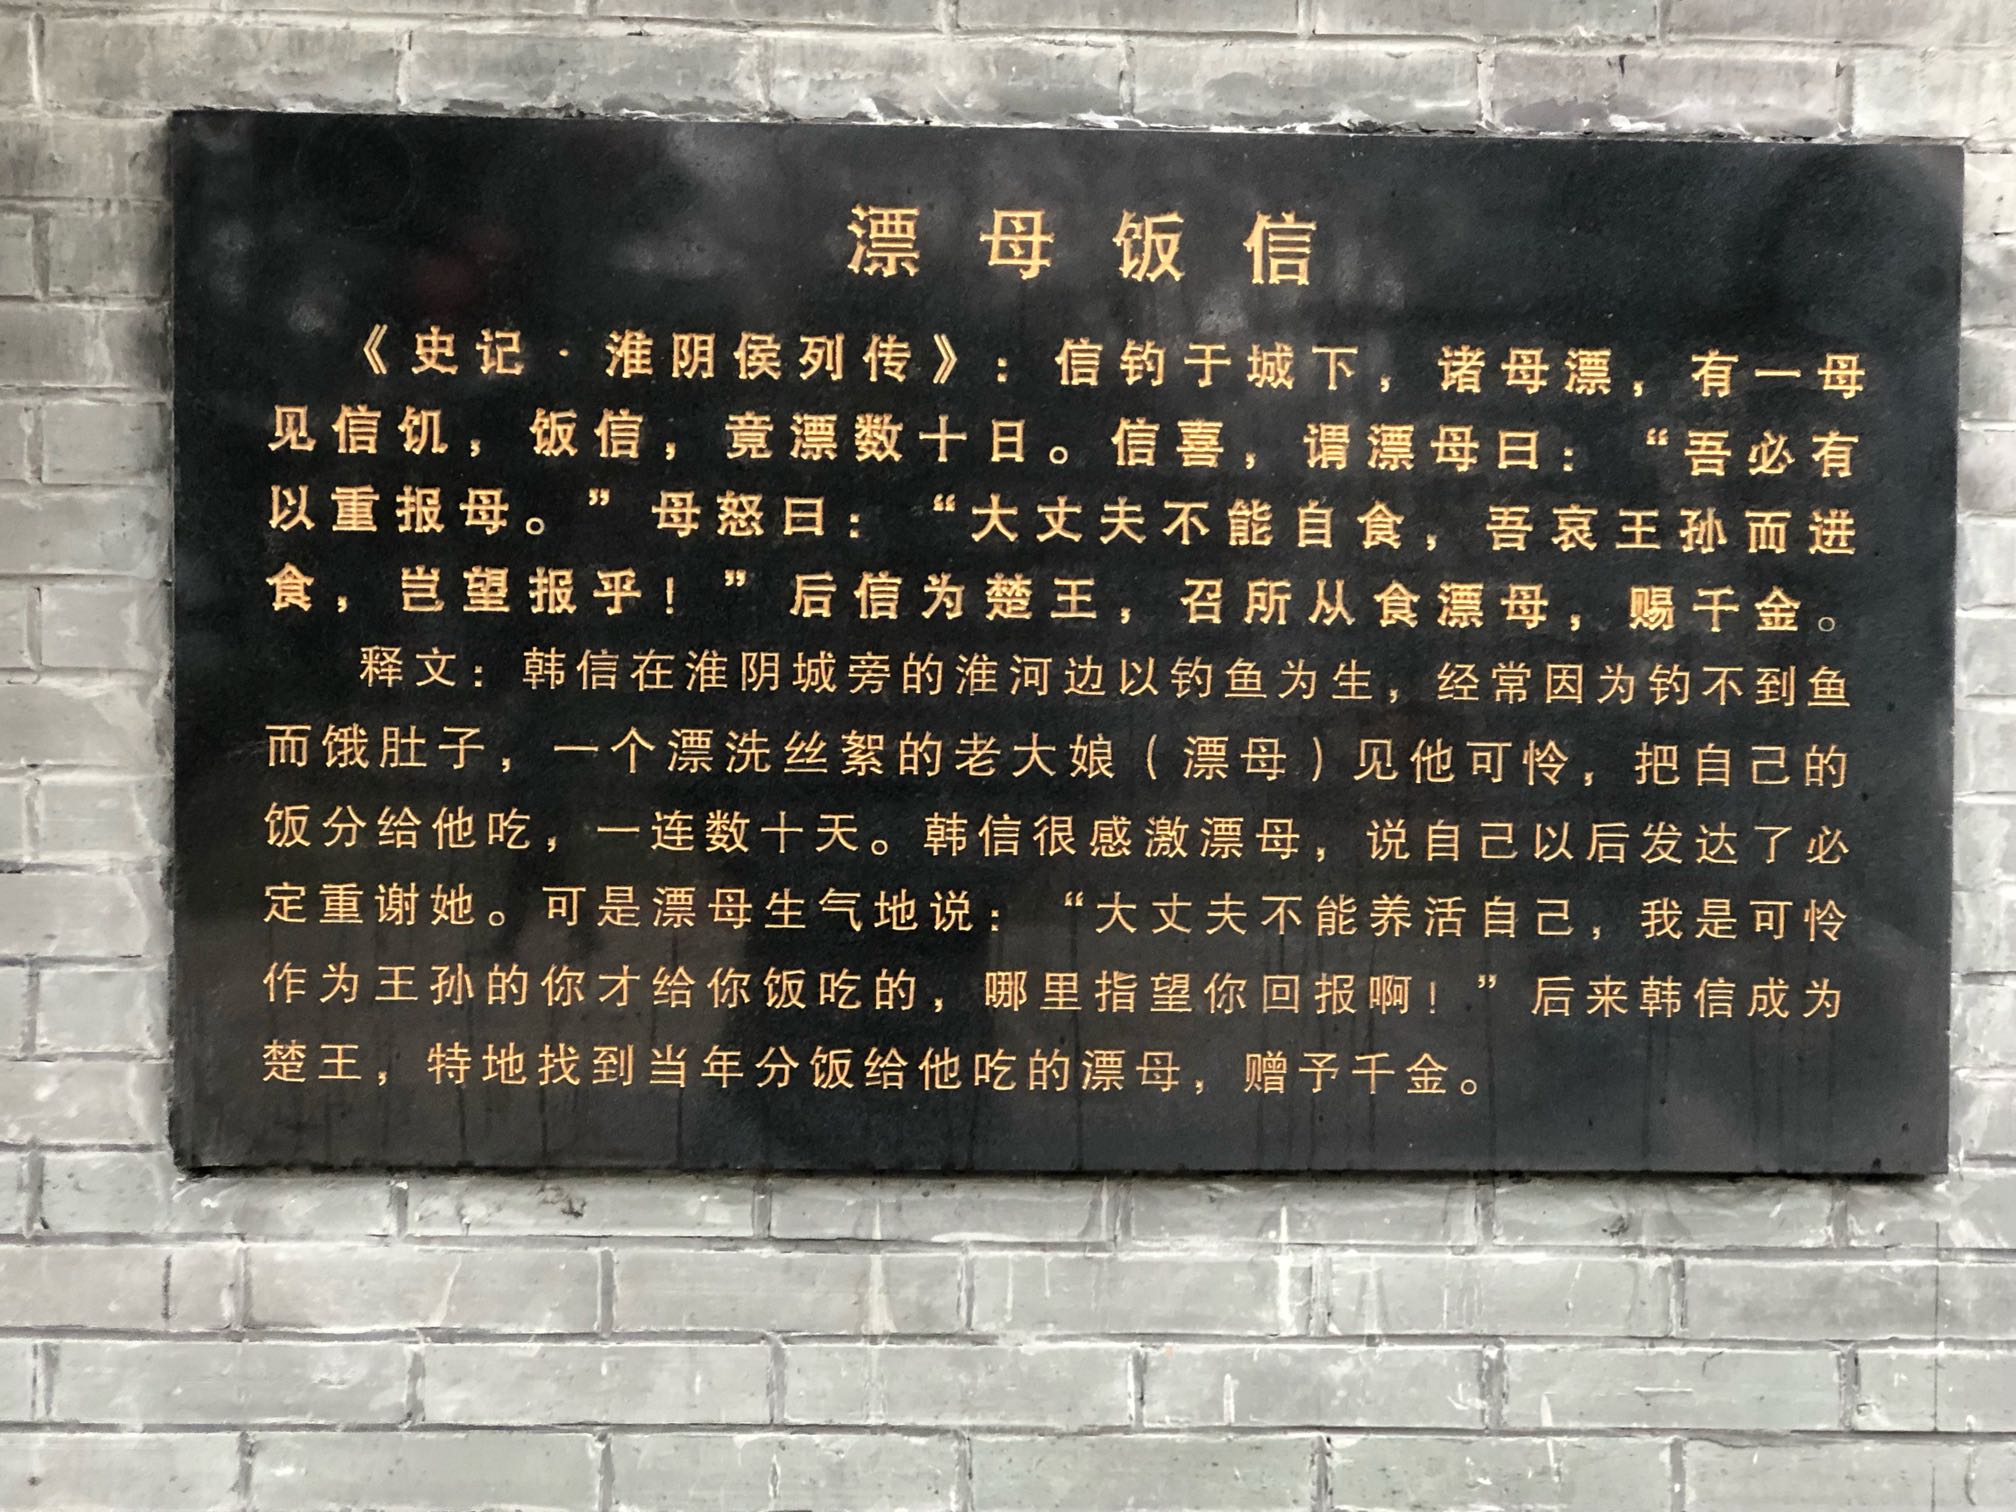 漂母饭信
《史记·淮阴侯列传》：信钓于城下，诸母漂，有一母
见信饥，饭信，竟漂数十日。信喜，谓漂母曰：“吾必有
以重报母。”母怒曰：“大丈夫不能自食，吾哀王孙而进
食，岂望报乎！”后信为楚王，召所从食漂母，赐千金。
释文：韩信在淮阴城旁的淮河边以钓鱼为生，经常因为钓不到鱼
而饿肚子，一个漂洗丝絮的老大娘（漂母）见他可怜，把自己的
饭分给他吃，一连数十天。韩信很感激漂母，说自己以后发达了必
定重谢她。可是漂母生气地说：“大丈夫不能养活自己，我是可怜
作为王孙的你才给你饭吃的，哪里指望你回报啊！”后来韩信成为
楚王，特地找到当年分饭给他吃的漂母，赠予千金。